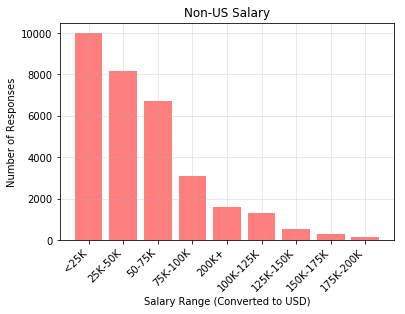 Non-US Salary
Number of Responses
10000
8000
6000
4000
2000
0
<25K
25K-50K
50-75K
75K-100K
200K+
100K-125K
125K-150K
150K-175K
175K-200K
Salary Range (Converted to USD)